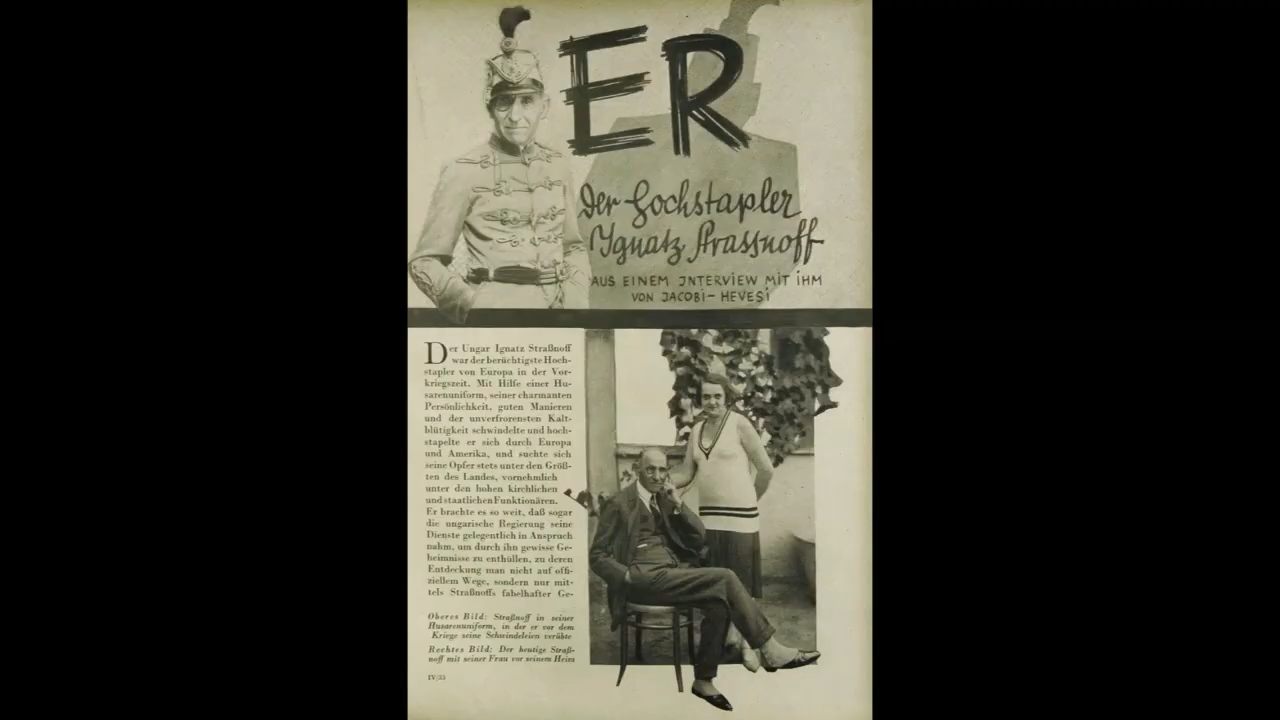 ER
Der Hochstapler
Ignatz Strassnoff
AUS EINEM INTERVIEW MIT IHM
VON JACOBI-HEVESI
Der Ungar Ignatz Straßnoff
war der berüchtigste Hoch-
stapler von Europa in der Vor-
kriegszeit. Mit Hilfe einer Hu-
sarenuniform, seiner charmanten
Persönlichkeit, guten Manieren
und der unverfrorensten Kalt-
blütigkeit schwindelte und hoch-
stapelte er sich durch Europa
und Amerika, und suchte sich
seine Opfer stets unter den Größ-
ten des Landes, vornehmlich
unter den hohen kirchlichen
und staatlichen Funktionären.
Er brachte es so weit, daß sogar
die ungarische Regierung seine
Dienste gelegentlich in Anspruch
nahm, um durch ihn gewisse Ge-
heimnisse zu enthüllen, zu deren
Entdeckung man nicht auf offi-
ziellem Wege, sondern nur mit-
tels Straßnoffs fabelhafter Ge-
Oberes Bild: Straßnoff in seiner
Husarenuniform, in der er vor dem
Kriege seine Schwindeleien verübte
Rechtes Bild: Der heutige Straß-
noff mit seiner Frau vor seinem Heim
IV/33